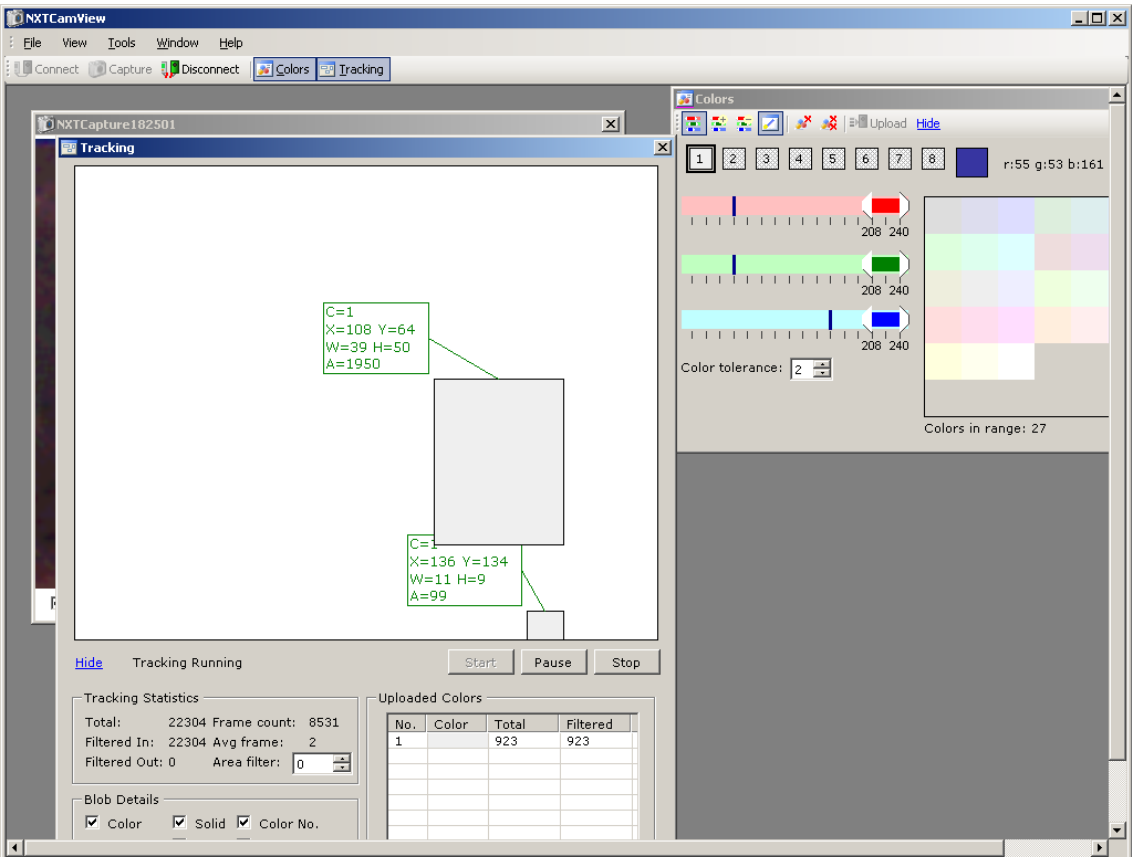 NXTCamView
File View Tools Window Help
Connect Capture Disconnect Colors Tracking
NXTCapture182501
Tracking
C=1
X=108 Y=64
W=39 H=50
A=1950
C=1
X=136 Y=134
W=11 H=9
A=99
Hide Tracking Running Start Pause Stop
Tracking Statistics
Total: 22304 Frame count: 8531
Filtered In: 22304 Avg frame: 2
Filtered Out: 0 Area filter: 0
Blob Details
Color Solid Color No.
Uploaded Colors
No. Color Total Filtered
1 923 923
Colors
Upload Hide
1 2 3 4 5 6 7 8 r:55 g:53 b:161
208 240
208 240
208 240
Color tolerance: 2
Colors in range: 27